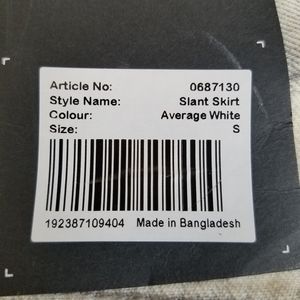 Article No: 0687130
Style Name: Slant Skirt
Colour: Average White
Size: S
192387109404 Made in Bangladesh